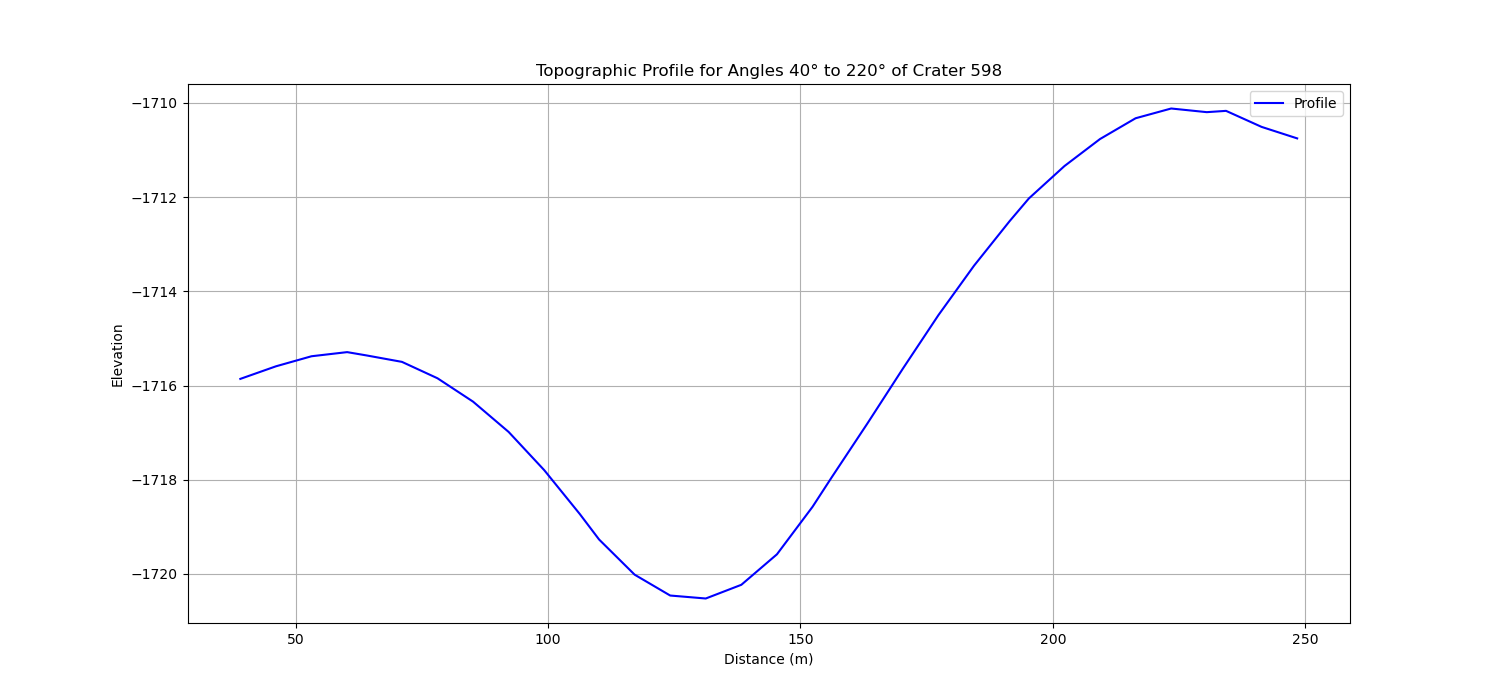 Topographic Profile for Angles 40° to 220° of Crater 598
Profile
−1710
−1712
−1714
−1716
−1718
−1720
Elevation
50
100
150
200
250
Distance (m)